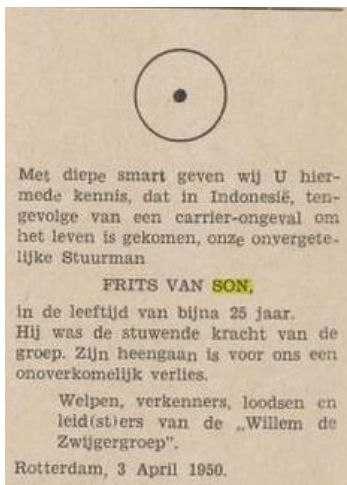 Met diepe smart geven wij U hier-
mede kennis, dat in Indonesië, ten-
gevolge van een carrier-ongeval om
het leven is gekomen, onze onvergete-
lijke Stuurman
FRITS VAN SON,
in de leeftijd van bijna 25 jaar.
Hij was de stuwende kracht van de
groep. Zijn heengaan is voor ons een
onoverkomelijk verlies.
Welpen, verkenners, loodsen en
leid(st)ers van de „Willem de
Zwijgergroep".
Rotterdam, 3 April 1950.